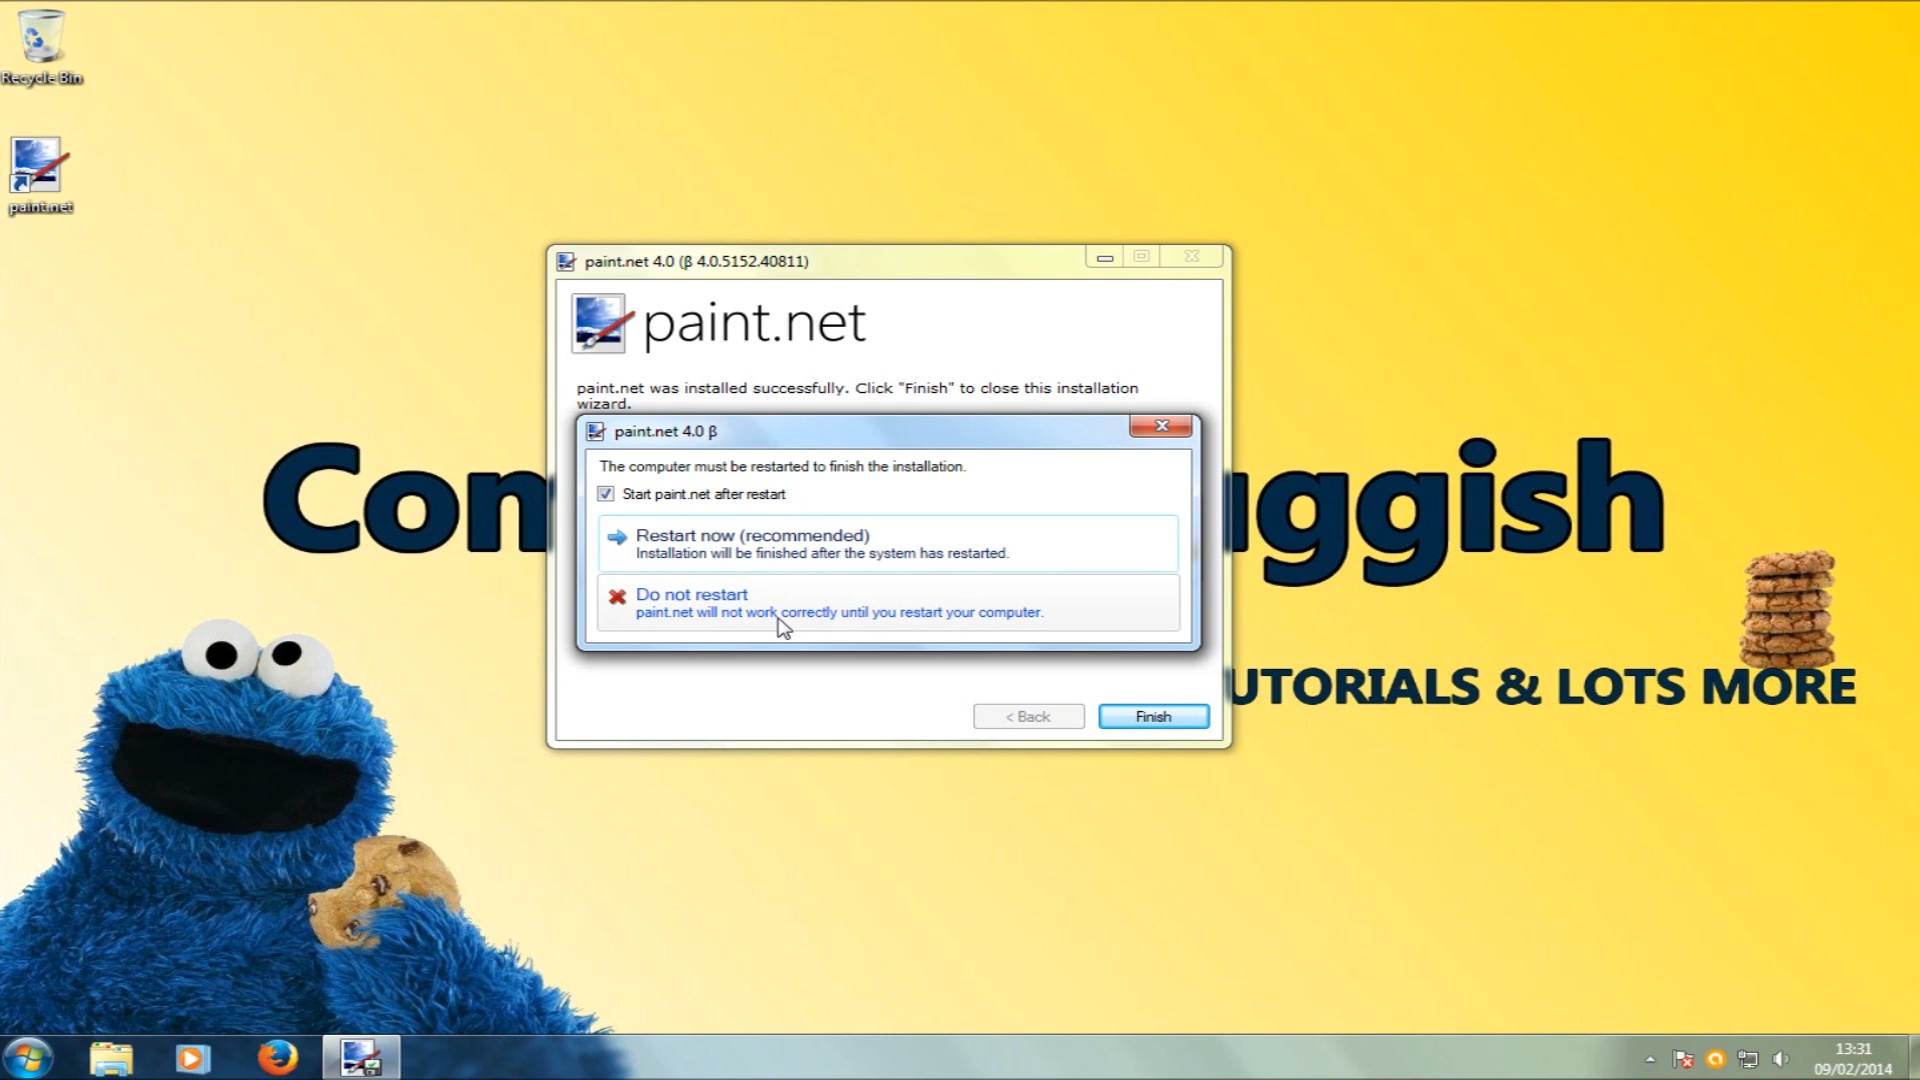 Recycle Bin
paint.net
paint.net 4.0 (β 4.0.5152.40811)
paint.net
paint.net was installed successfully. Click "Finish" to close this installation
wizard.
paint.net 4.0 β
The computer must be restarted to finish the installation.
Start paint.net after restart
Restart now (recommended)
Installation will be finished after the system has restarted.
Do not restart
paint.net will not work correctly until you restart your computer.
Con
uggish
UTORIALS & LOTS MORE
< Back
Finish
13:31
09/02/2014